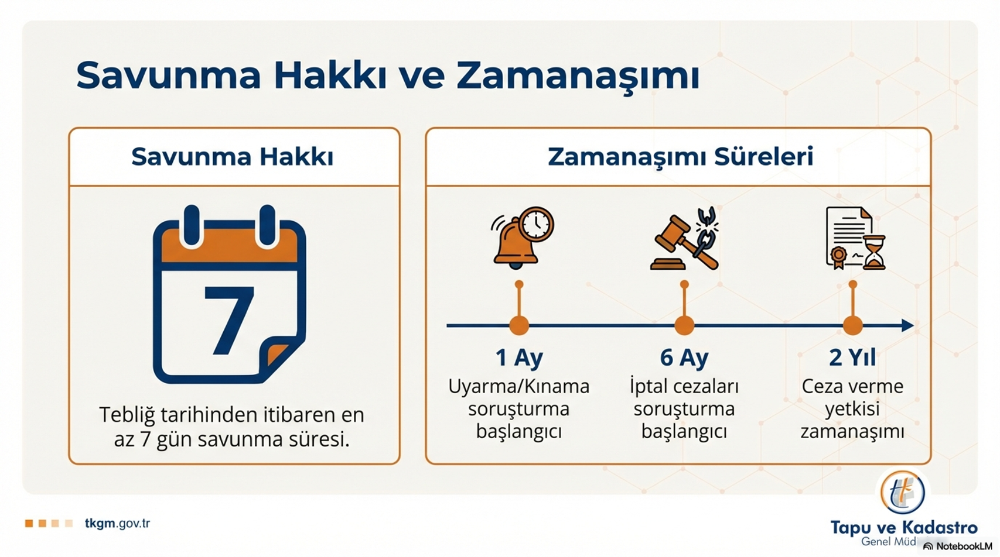 Savunma Hakkı ve Zamanaşımı
Savunma Hakkı
7
Tebliğ tarihinden itibaren en
az 7 gün savunma süresi.
Zamanaşımı Süreleri
1 Ay
Uyarma/Kınama
soruşturma
başlangıcı
6 Ay
İptal cezaları
soruşturma
başlangıcı
2 Yıl
Ceza verme
yetkisi
zamanaşımı
tkgm.gov.tr
Tapu ve Kadastro
Genel Müd
NotebookLM